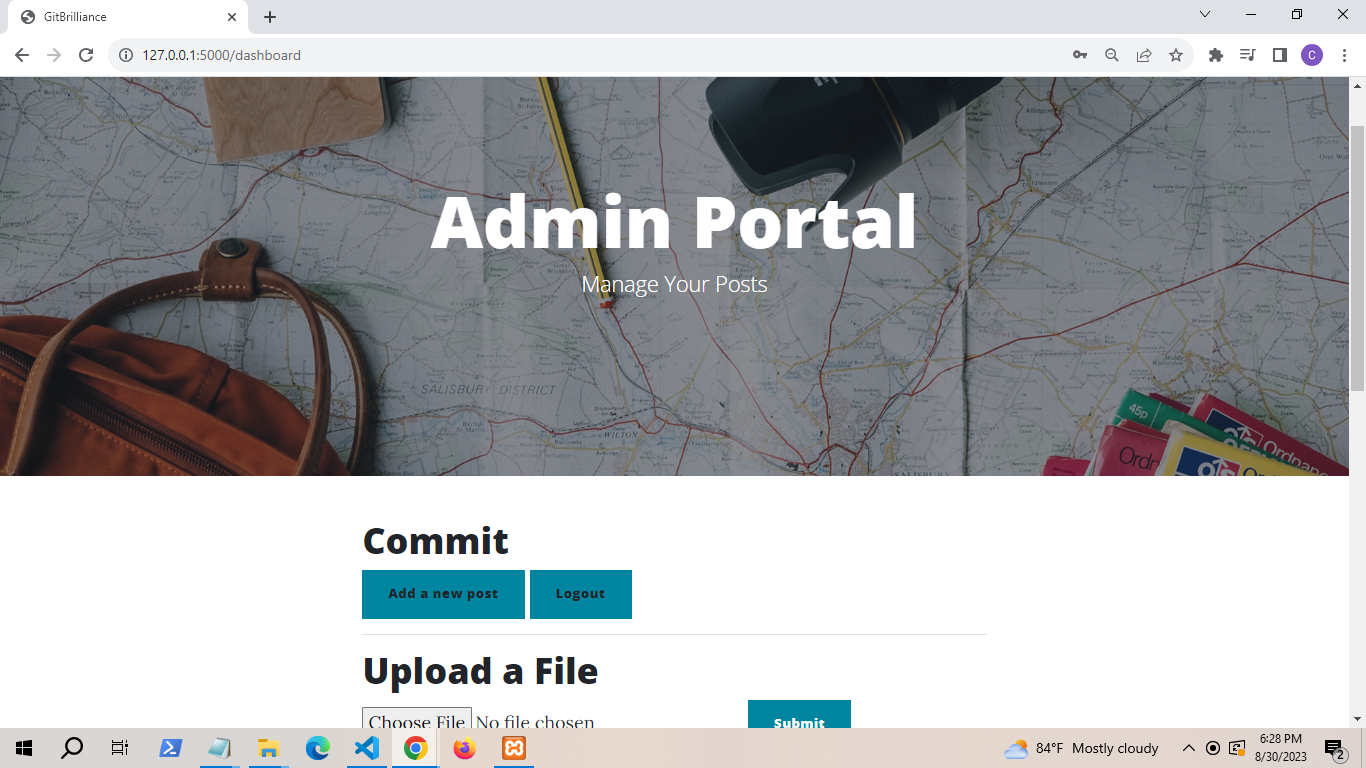 GitBrilliance
127.0.0.1:5000/dashboard
C
Admin Portal
Manage Your Posts
SALISBURY DISTRICT
WILTON
SALISBURY
45p
Ordn
Ordnance
Commit
Add a new post
Logout
Upload a File
Choose File No file chosen
Submit
84°F Mostly cloudy
6:28 PM
8/30/2023
2